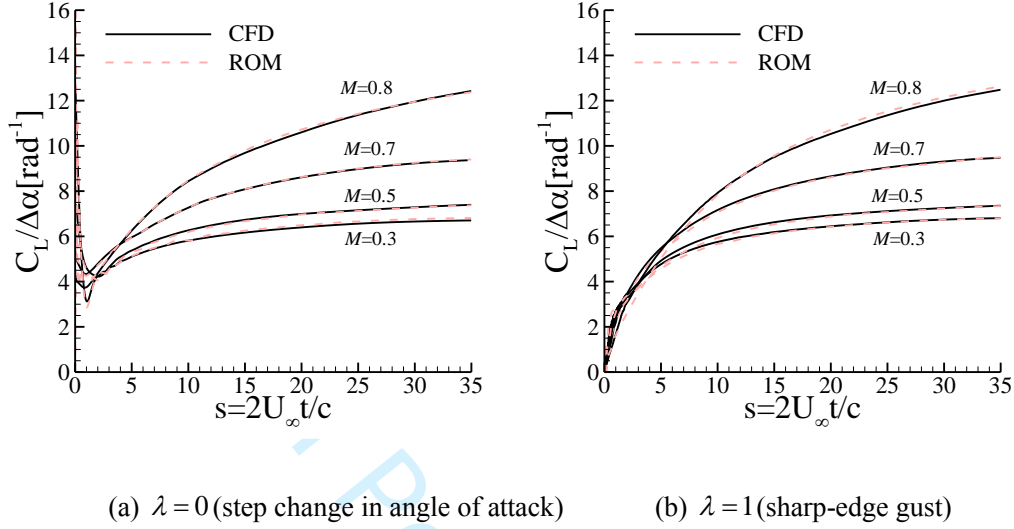 16
14
12
10
8
6
4
2
0
C_L/Δα[rad⁻¹]
CFD
ROM
M=0.8
M=0.7
M=0.5
M=0.3
0 5 10 15 20 25 30 35
s=2U∞t/c
(a) λ = 0 (step change in angle of attack)
16
14
12
10
8
6
4
2
0
C_L/Δα[rad⁻¹]
CFD
ROM
M=0.8
M=0.7
M=0.5
M=0.3
0 5 10 15 20 25 30 35
s=2U∞t/c
(b) λ = 1 (sharp-edge gust)